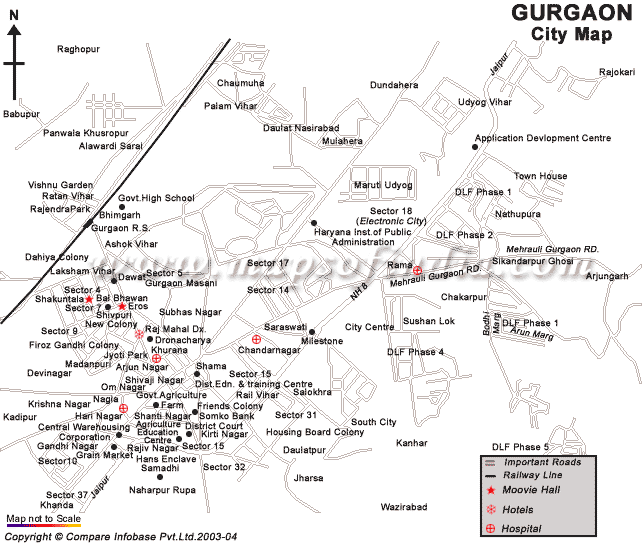 GURGAON
City Map
N
Raghopur
Jaipur
Rajokari
Chaumuha
Dundahera
Palam Vihar
Udyog Vihar
Babupur
Daulat Nasirabad
Panwala Khusropur
Mulahera
Alawardi Sarai
Application Devlopment Centre
Town House
Vishnu Garden
Maruti Udyog
DLF Phase 1
Ratan Vihar
Govt.High School
RajendraPark
Bhimgarh
Sector 18
(Electronic City)
Nathupura
Gurgaon R.S.
Haryana Inst.of Public
Administration
DLF Phase 2
Ashok Vihar
Mehrauli Gurgaon RD.
Dahiya Colony
Sector 17
Rama
Sikandarpur Ghosi
Laksham Vihar
Sector 5
www.mapsofindia.com
Mehrauli Gurgaon RD.
Arjungarh
Dawat
Gurgaon Masani
Sector 4
Sector 14
NH 8
Chakarpur
Shakuntala
Bal Bhawan
Sector 7
Eros
Shivpuri
Subhas Nagar
New Colony
Sushan Lok
Bodhi Marg
DLF Phase 1
Sector 9
Raj Mahal Dx.
Saraswati
City Centre
Arun Marg
Dronacharya
Milestone
Firoz Gandhi Colony
Khurana
Chandarnagar
DLF Phase 4
Jyoti Park
Madanpuri
Arjun Nagar
Shama
Devinagar
Shivaji Nagar
Sector 15
Om Nagar
Dist.Edn. & training Centre
Govt.Agriculture
Farm
Rail Vihar
Salokhra
Nagia
Krishna Nagar
Friends Colony
Kadipur
Hari Nagar
Shanti Nagar
Somko Bank
Sector 31
South City
Central Warehousing
Corporation
Agriculture
Education
Centre
District Court
Kirti Nagar
Housing Board Colony
Gandhi Nagar
Rajiv Nagar
Sector 15
Kanhar
DLF Phase 5
Grain Market
Hans Enclave
Daulatpur
Sector10
Samadhi
Sector 32
Important Roads
Railway Line
Jaipur
Jharsa
Sector 37
Naharpur Rupa
Moovie Hall
Khanda
Wazirabad
Hotels
Map not to Scale
Hospital
Copyright © Compare Infobase Pvt.Ltd.2003-04